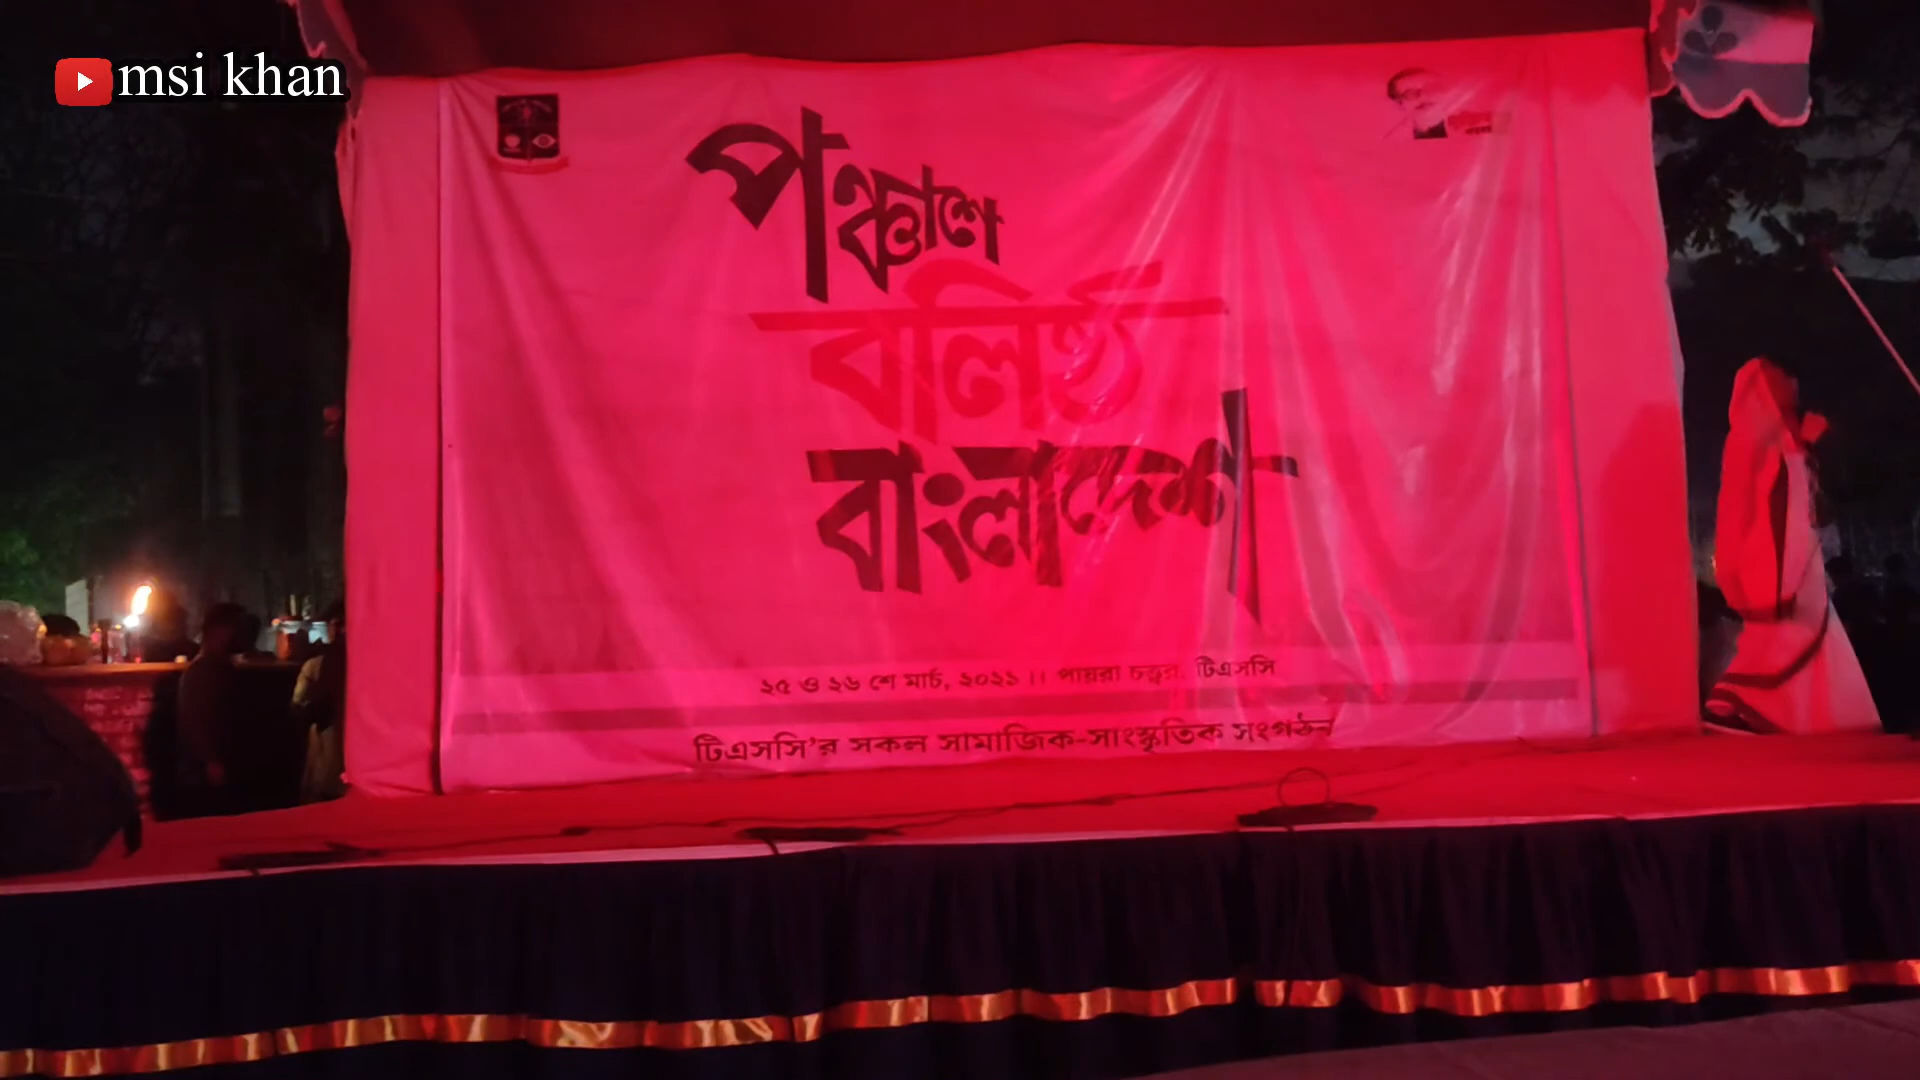 msi khan
পঞ্চাশে
বলিষ্ঠ
বাংলাদেশ
২৫ ও ২৬ শে মার্চ, ২০২১ ।। পায়রা চত্বর, টিএসসি
টিএসসি'র সকল সামাজিক-সাংস্কৃতিক সংগঠন